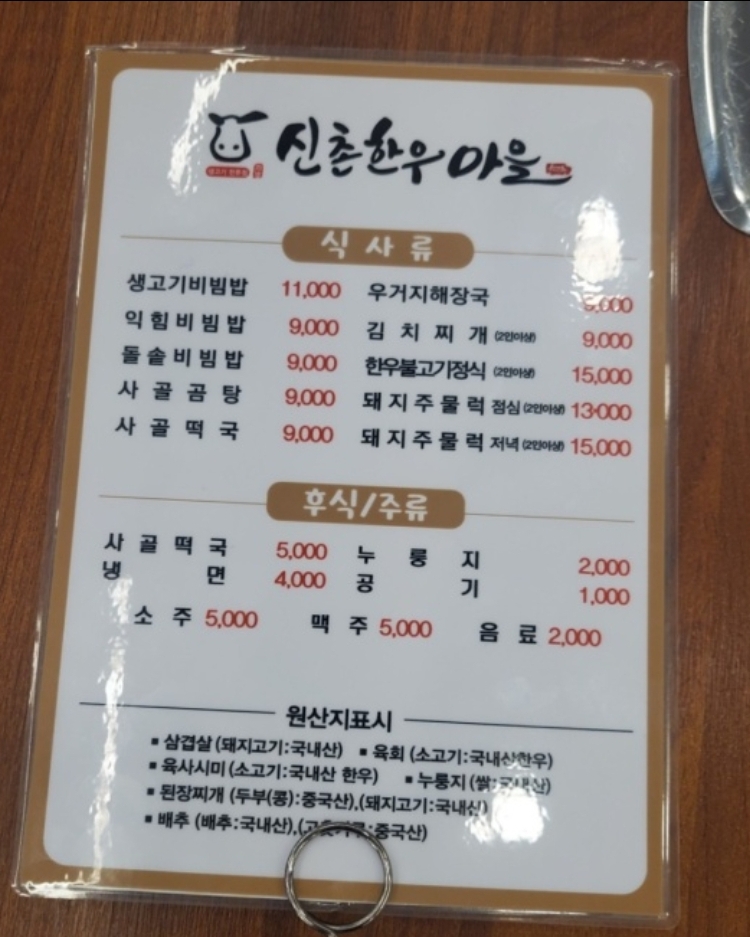 신촌한우마을
식사류
생고기비빔밥 11,000 우거지해장국 9,000
익힘비빔밥 9,000 김치찌개 (2인이상) 9,000
돌솥비빔밥 9,000 한우불고기정식 (2인이상) 15,000
사골곰탕 9,000 돼지주물럭 점심 (2인이상) 13,000
사골떡국 9,000 돼지주물럭 저녁 (2인이상) 15,000
후식/주류
사골떡국 5,000 누룽지 2,000
냉면 4,000 공기 1,000
소주 5,000 맥주 5,000 음료 2,000
원산지표시
▪ 삼겹살 (돼지고기:국내산) ▪ 육회 (소고기:국내산한우)
▪ 육사시미 (소고기:국내산 한우) ▪ 누룽지 (쌀:국내산)
▪ 된장찌개 (두부(콩):중국산),(돼지고기:국내산)
▪ 배추 (배추:국내산),(고춧가루:중국산)